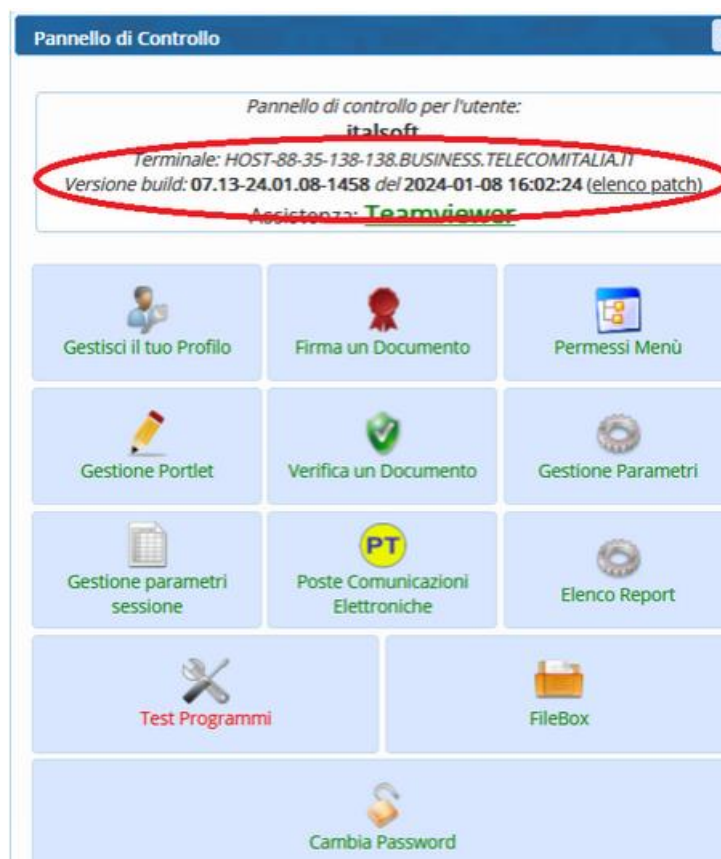 Pannello di Controllo
Pannello di controllo per l'utente:
italsoft
Terminale: HOST-88-35-138-138.BUSINESS.TELECOMITALIA.IT
Versione build: 07.13-24.01.08-1458 del 2024-01-08 16:02:24 (elenco patch)
Assistenza: Teamviewer
Gestisci il tuo Profilo
Firma un Documento
Permessi Menù
Gestione Portlet
Verifica un Documento
Gestione Parametri
Gestione parametri
sessione
PT
Poste Comunicazioni
Elettroniche
Elenco Report
Test Programmi
FileBox
Cambia Password